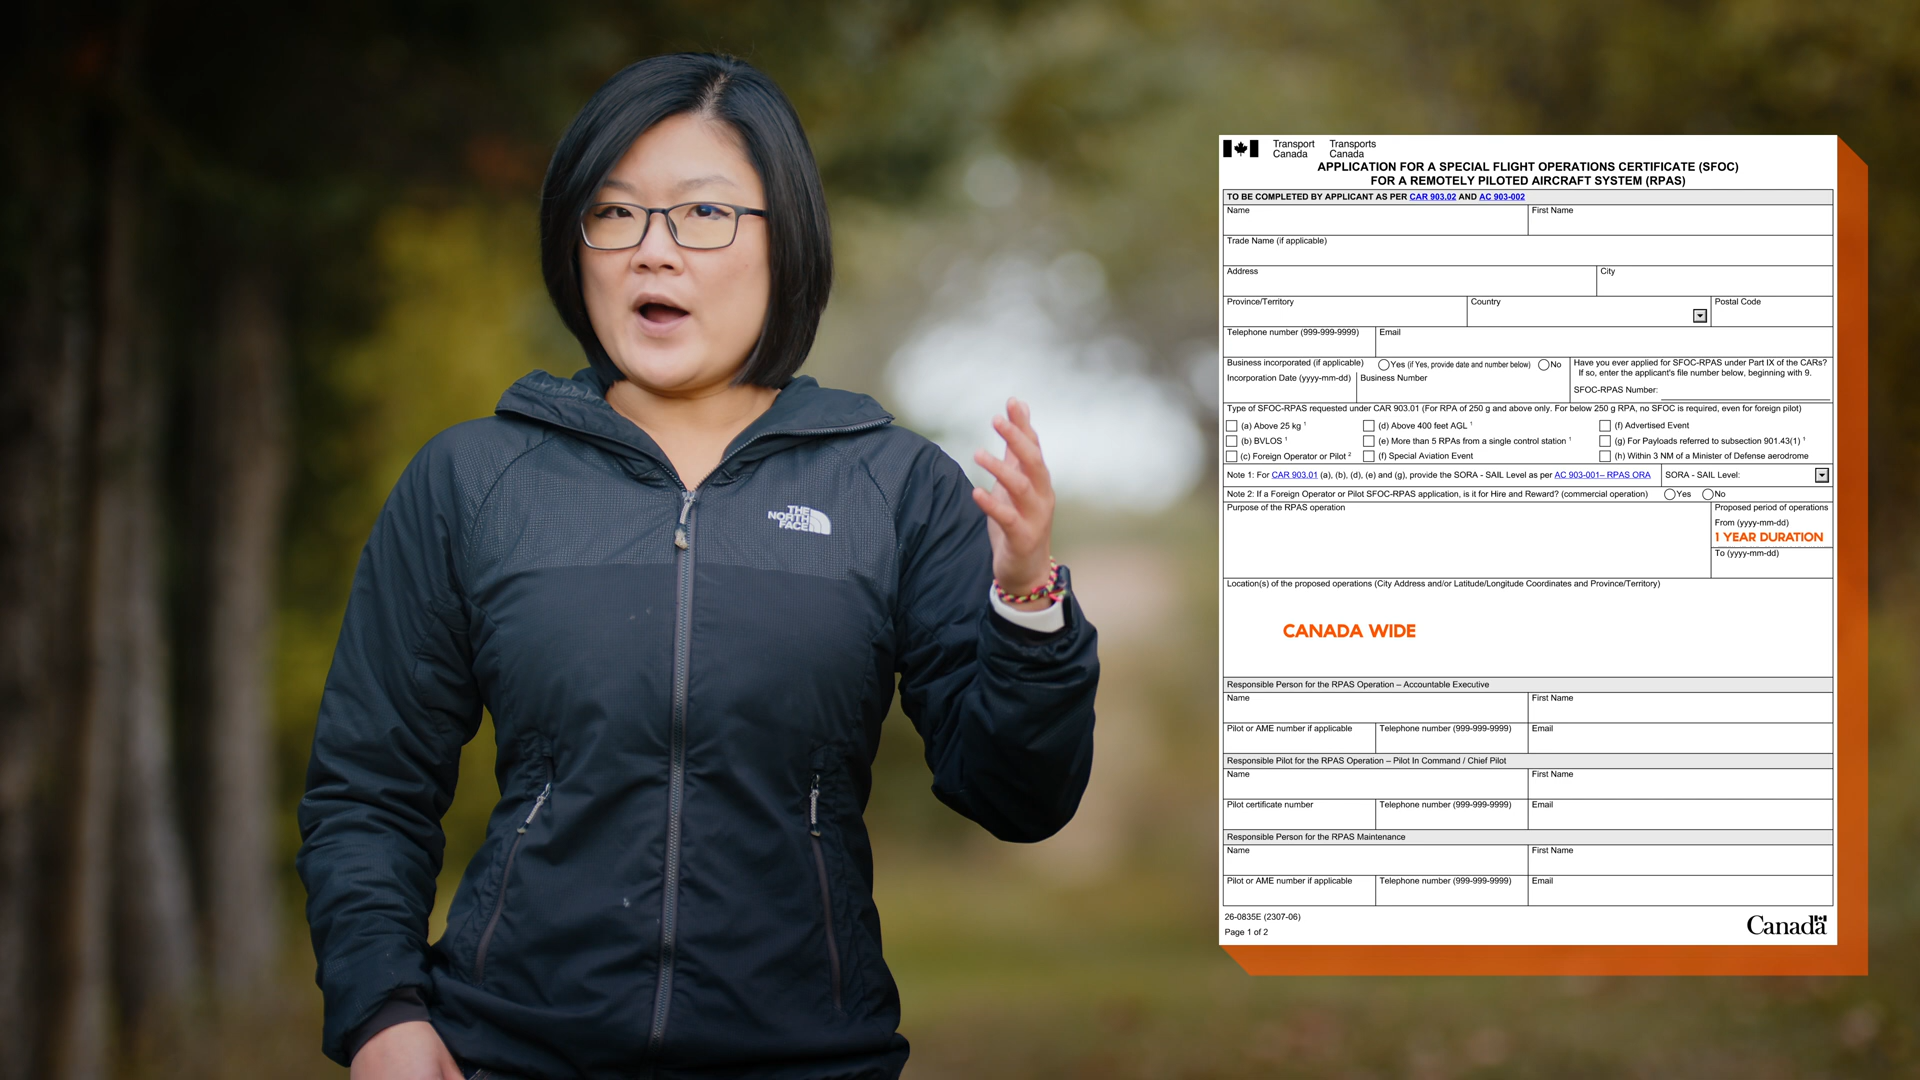 THE
NORTH
FACE
Transport Canada
Transports Canada
APPLICATION FOR A SPECIAL FLIGHT OPERATIONS CERTIFICATE (SFOC)
FOR A REMOTELY PILOTED AIRCRAFT SYSTEM (RPAS)
TO BE COMPLETED BY APPLICANT AS PER CAR 903.02 AND AC 903-002
Name
First Name
Trade Name (if applicable)
Address
City
Province/Territory
Country
Postal Code
Telephone number (999-999-9999)
Email
Business incorporated (if applicable)
Yes (if Yes, provide date and number below)
No
Incorporation Date (yyyy-mm-dd)
Business Number
Have you ever applied for SFOC-RPAS under Part IX of the CARs?
If so, enter the applicant's file number below, beginning with 9.
SFOC-RPAS Number:
Type of SFOC-RPAS requested under CAR 903.01 (For RPA of 250 g and above only. For below 250 g RPA, no SFOC is required, even for foreign pilot)
(a) Above 25 kg ¹
(d) Above 400 feet AGL ¹
(f) Advertised Event
(b) BVLOS ¹
(e) More than 5 RPAs from a single control station ¹
(g) For Payloads referred to subsection 901.43(1) ¹
(c) Foreign Operator or Pilot ²
(f) Special Aviation Event
(h) Within 3 NM of a Minister of Defense aerodrome
Note 1: For CAR 903.01 (a), (b), (d), (e) and (g), provide the SORA - SAIL Level as per AC 903-001– RPAS ORA
SORA - SAIL Level:
Note 2: If a Foreign Operator or Pilot SFOC-RPAS application, is it for Hire and Reward? (commercial operation)
Yes
No
Purpose of the RPAS operation
Proposed period of operations
From (yyyy-mm-dd)
1 YEAR DURATION
To (yyyy-mm-dd)
Location(s) of the proposed operations (City Address and/or Latitude/Longitude Coordinates and Province/Territory)
CANADA WIDE
Responsible Person for the RPAS Operation – Accountable Executive
Name
First Name
Pilot or AME number if applicable
Telephone number (999-999-9999)
Email
Responsible Pilot for the RPAS Operation – Pilot In Command / Chief Pilot
Name
First Name
Pilot certificate number
Telephone number (999-999-9999)
Email
Responsible Person for the RPAS Maintenance
Name
First Name
Pilot or AME number if applicable
Telephone number (999-999-9999)
Email
26-0835E (2307-06)
Page 1 of 2
Canada